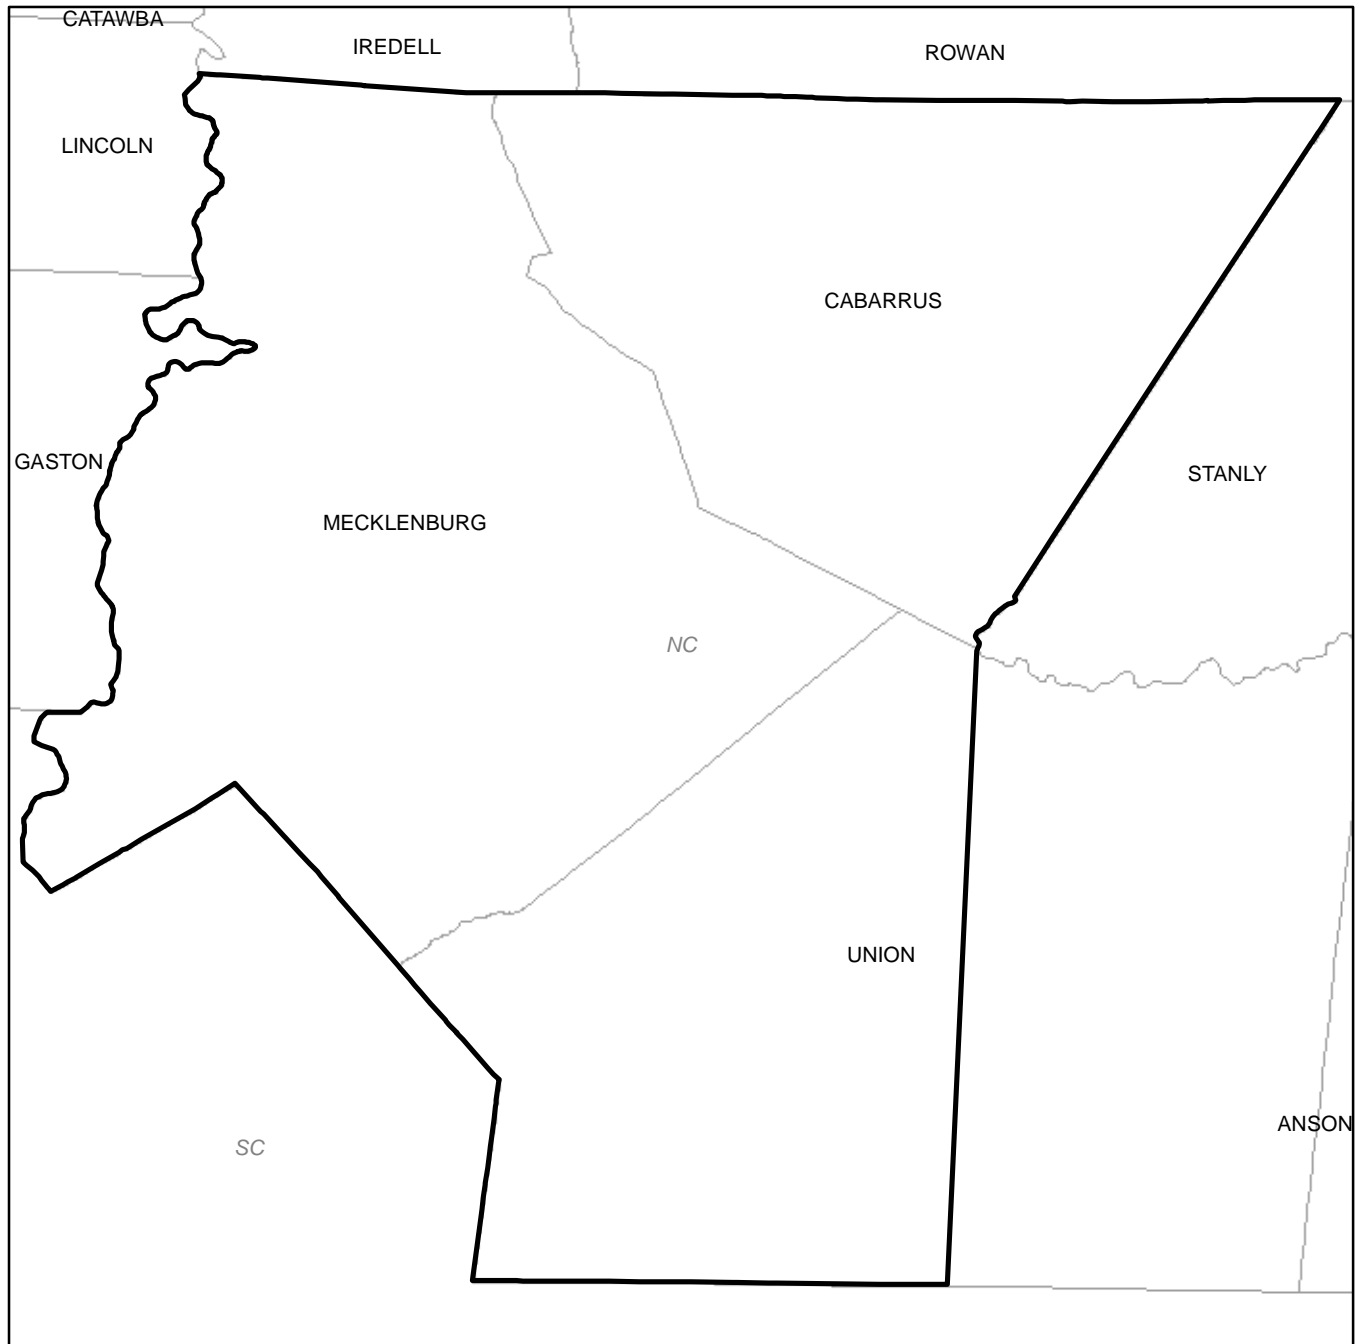 CATAWBA
IREDELL
ROWAN
LINCOLN
CABARRUS
GASTON
STANLY
MECKLENBURG
NC
UNION
ANSON
SC